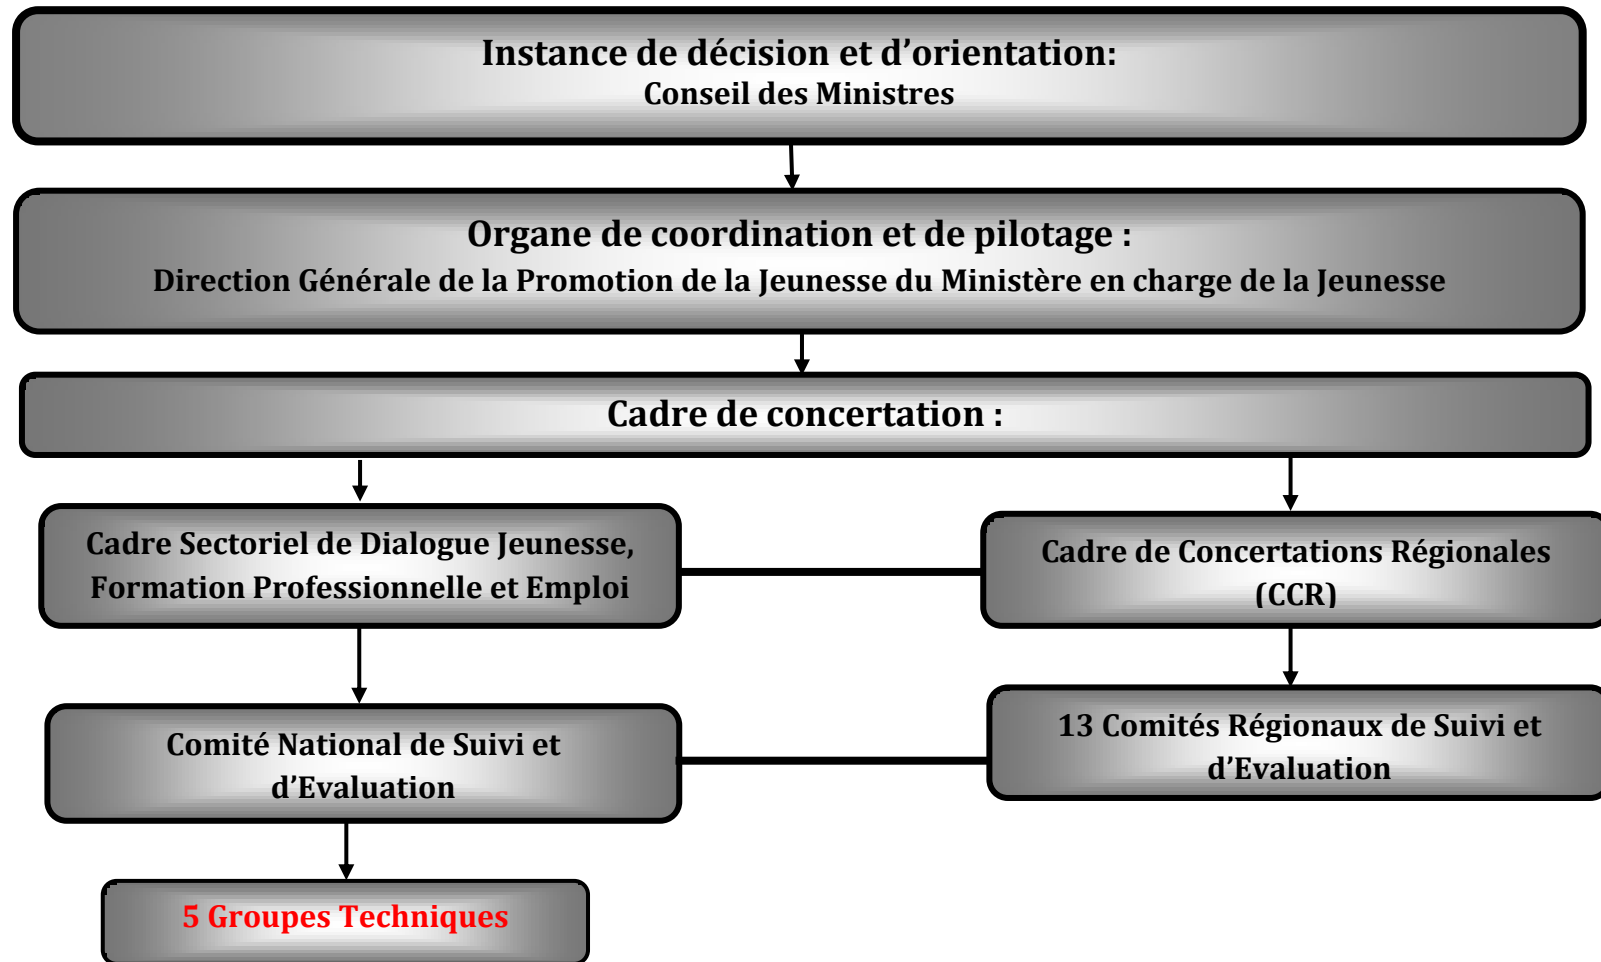 Instance de décision et d’orientation:
Conseil des Ministres
Organe de coordination et de pilotage :
Direction Générale de la Promotion de la Jeunesse du Ministère en charge de la Jeunesse
Cadre de concertation :
Cadre Sectoriel de Dialogue Jeunesse,
Formation Professionnelle et Emploi
Cadre de Concertations Régionales
(CCR)
Comité National de Suivi et
d’Evaluation
13 Comités Régionaux de Suivi et
d’Evaluation
5 Groupes Techniques